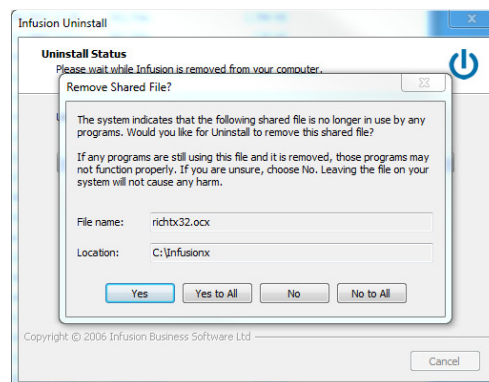 Infusion Uninstall
Uninstall Status
Please wait while Infusion is removed from your computer.
Remove Shared File?
The system indicates that the following shared file is no longer in use by any
programs. Would you like for Uninstall to remove this shared file?
If any programs are still using this file and it is removed, those programs may
not function properly. If you are unsure, choose No. Leaving the file on your
system will not cause any harm.
File name: richtx32.ocx
Location: C:\Infusionx
Yes Yes to All No No to All
Copyright © 2006 Infusion Business Software Ltd
Cancel